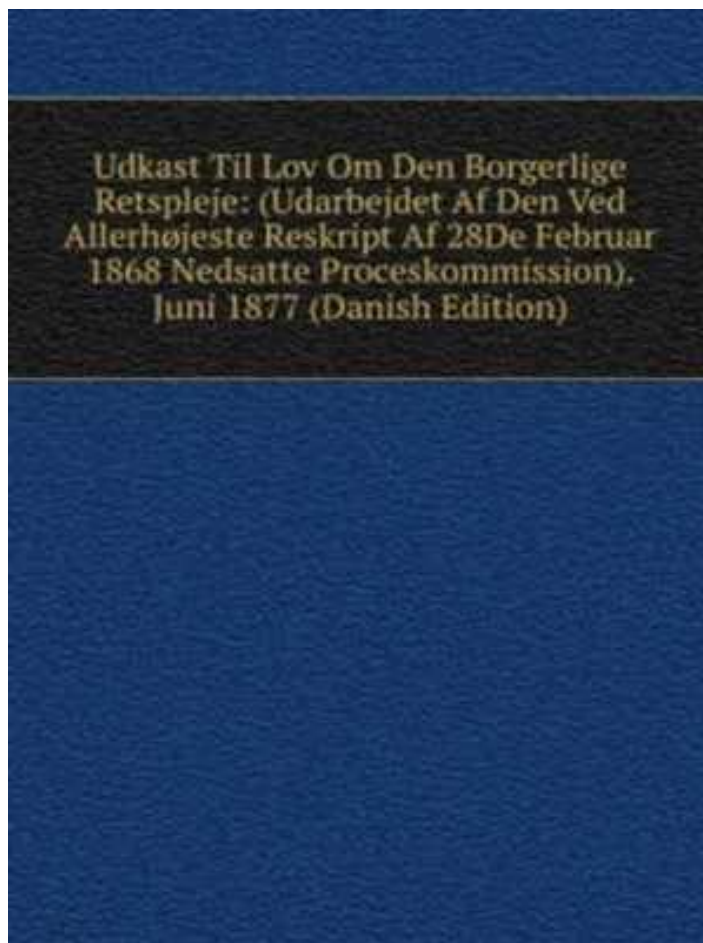 Udkast Til Lov Om Den Borgerlige
Retspleje: (Udarbejdet Af Den Ved
Allerhøjeste Reskript Af 28De Februar
1868 Nedsatte Proceskommission).
Juni 1877 (Danish Edition)